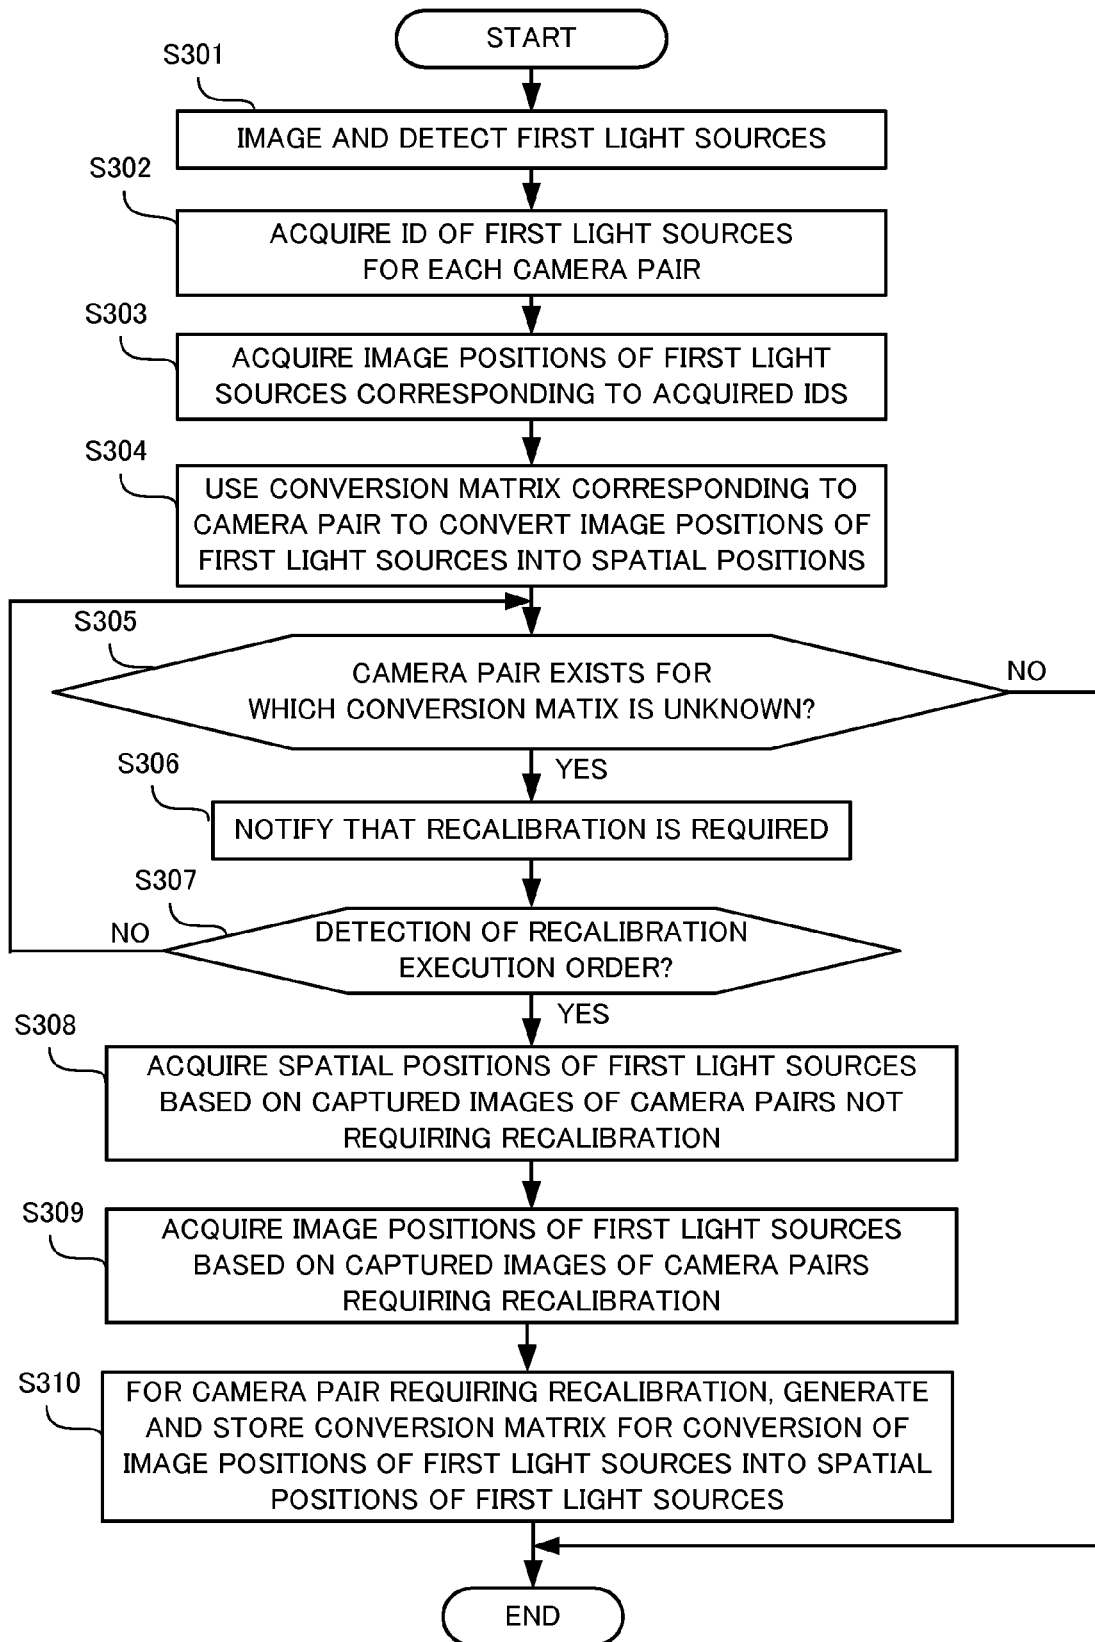 START
S301
IMAGE AND DETECT FIRST LIGHT SOURCES
S302
ACQUIRE ID OF FIRST LIGHT SOURCES
FOR EACH CAMERA PAIR
S303
ACQUIRE IMAGE POSITIONS OF FIRST LIGHT
SOURCES CORRESPONDING TO ACQUIRED IDS
S304
USE CONVERSION MATRIX CORRESPONDING TO
CAMERA PAIR TO CONVERT IMAGE POSITIONS OF
FIRST LIGHT SOURCES INTO SPATIAL POSITIONS
S305
CAMERA PAIR EXISTS FOR
WHICH CONVERSION MATIX IS UNKNOWN?
NO
YES
S306
NOTIFY THAT RECALIBRATION IS REQUIRED
S307
NO
DETECTION OF RECALIBRATION
EXECUTION ORDER?
YES
S308
ACQUIRE SPATIAL POSITIONS OF FIRST LIGHT SOURCES
BASED ON CAPTURED IMAGES OF CAMERA PAIRS NOT
REQUIRING RECALIBRATION
S309
ACQUIRE IMAGE POSITIONS OF FIRST LIGHT SOURCES
BASED ON CAPTURED IMAGES OF CAMERA PAIRS
REQUIRING RECALIBRATION
S310
FOR CAMERA PAIR REQUIRING RECALIBRATION, GENERATE
AND STORE CONVERSION MATRIX FOR CONVERSION OF
IMAGE POSITIONS OF FIRST LIGHT SOURCES INTO SPATIAL
POSITIONS OF FIRST LIGHT SOURCES
END